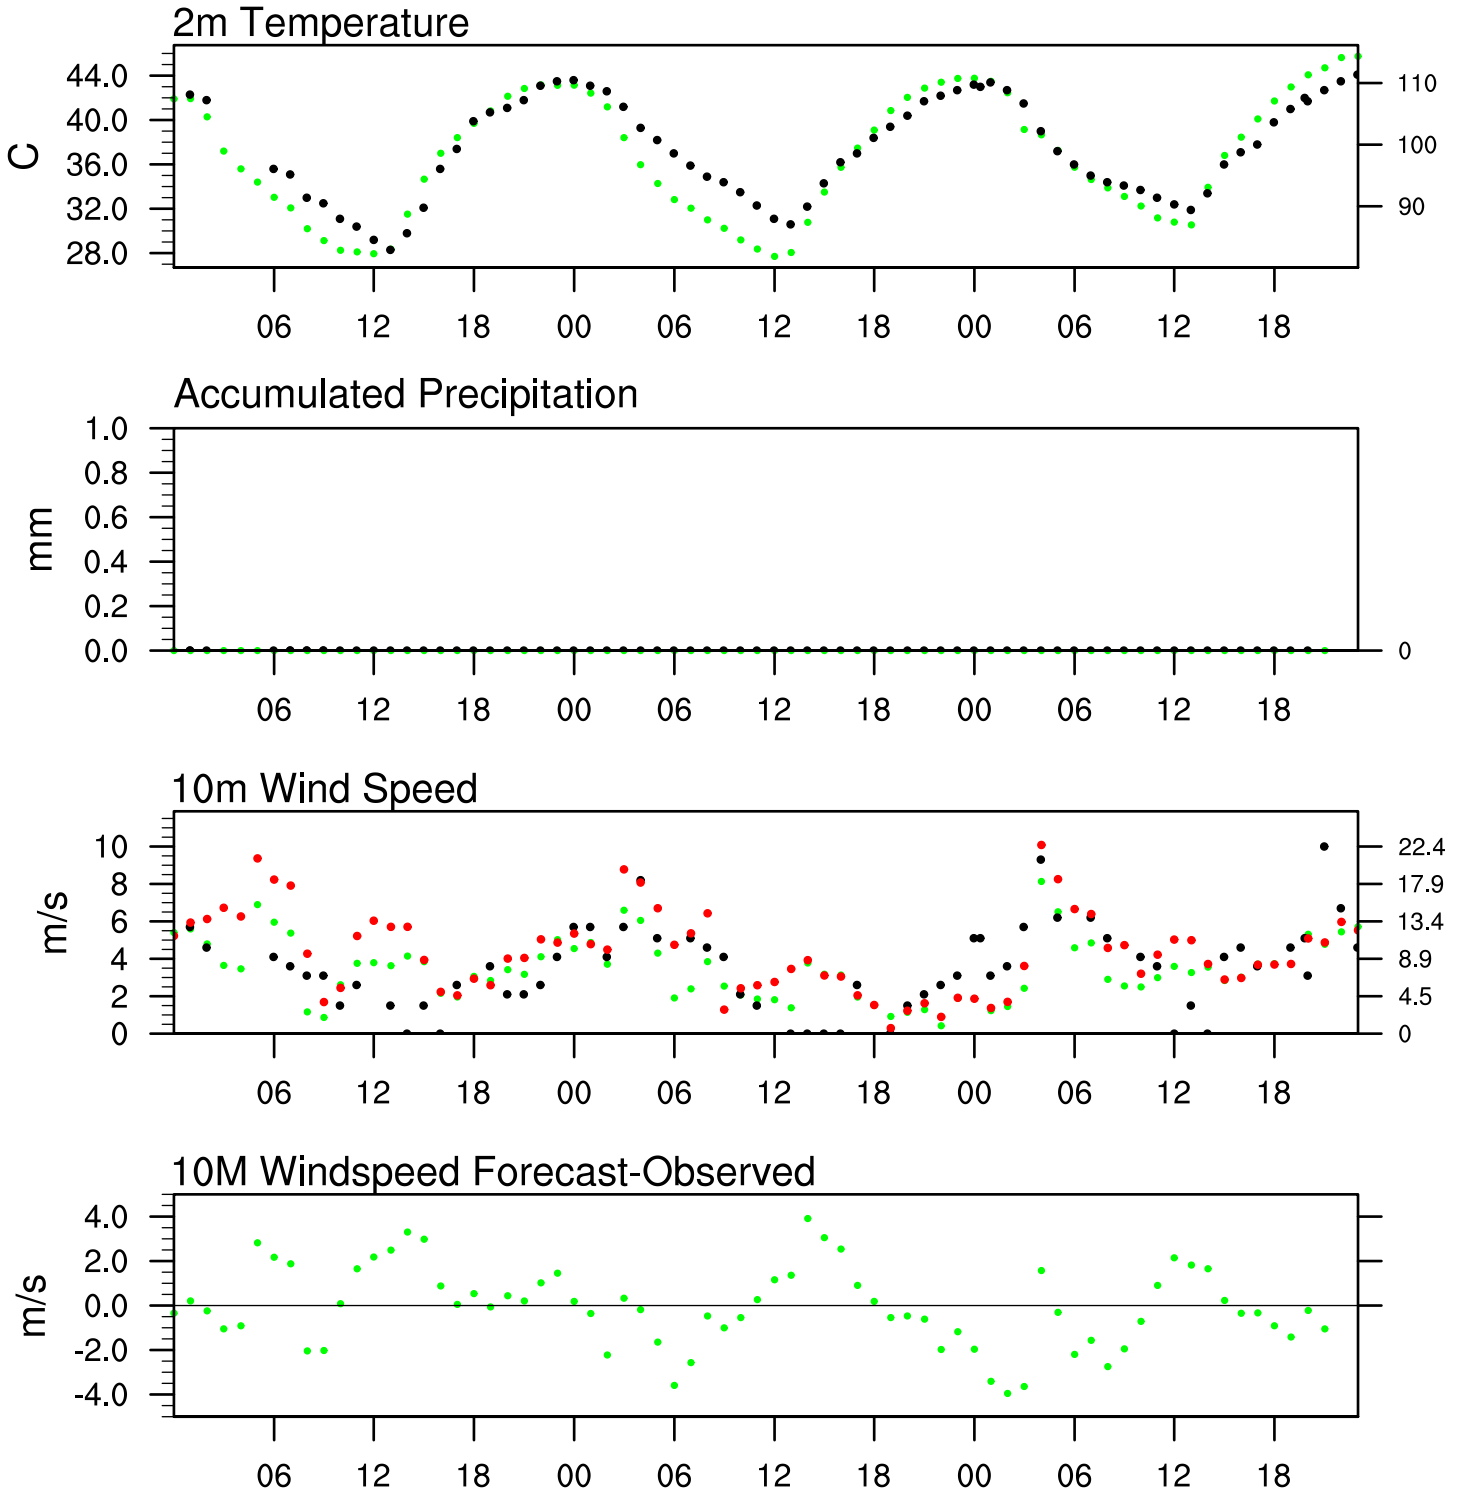 2m Temperature
44.0
40.0
36.0
32.0
28.0
C
110
100
90
06 12 18 00 06 12 18 00 06 12 18
Accumulated Precipitation
1.0
0.8
0.6
0.4
0.2
0.0
mm
0
06 12 18 00 06 12 18 00 06 12 18
10m Wind Speed
10
8
6
4
2
0
m/s
22.4
17.9
13.4
8.9
4.5
0
06 12 18 00 06 12 18 00 06 12 18
10M Windspeed Forecast-Observed
4.0
2.0
0.0
-2.0
-4.0
m/s
06 12 18 00 06 12 18 00 06 12 18